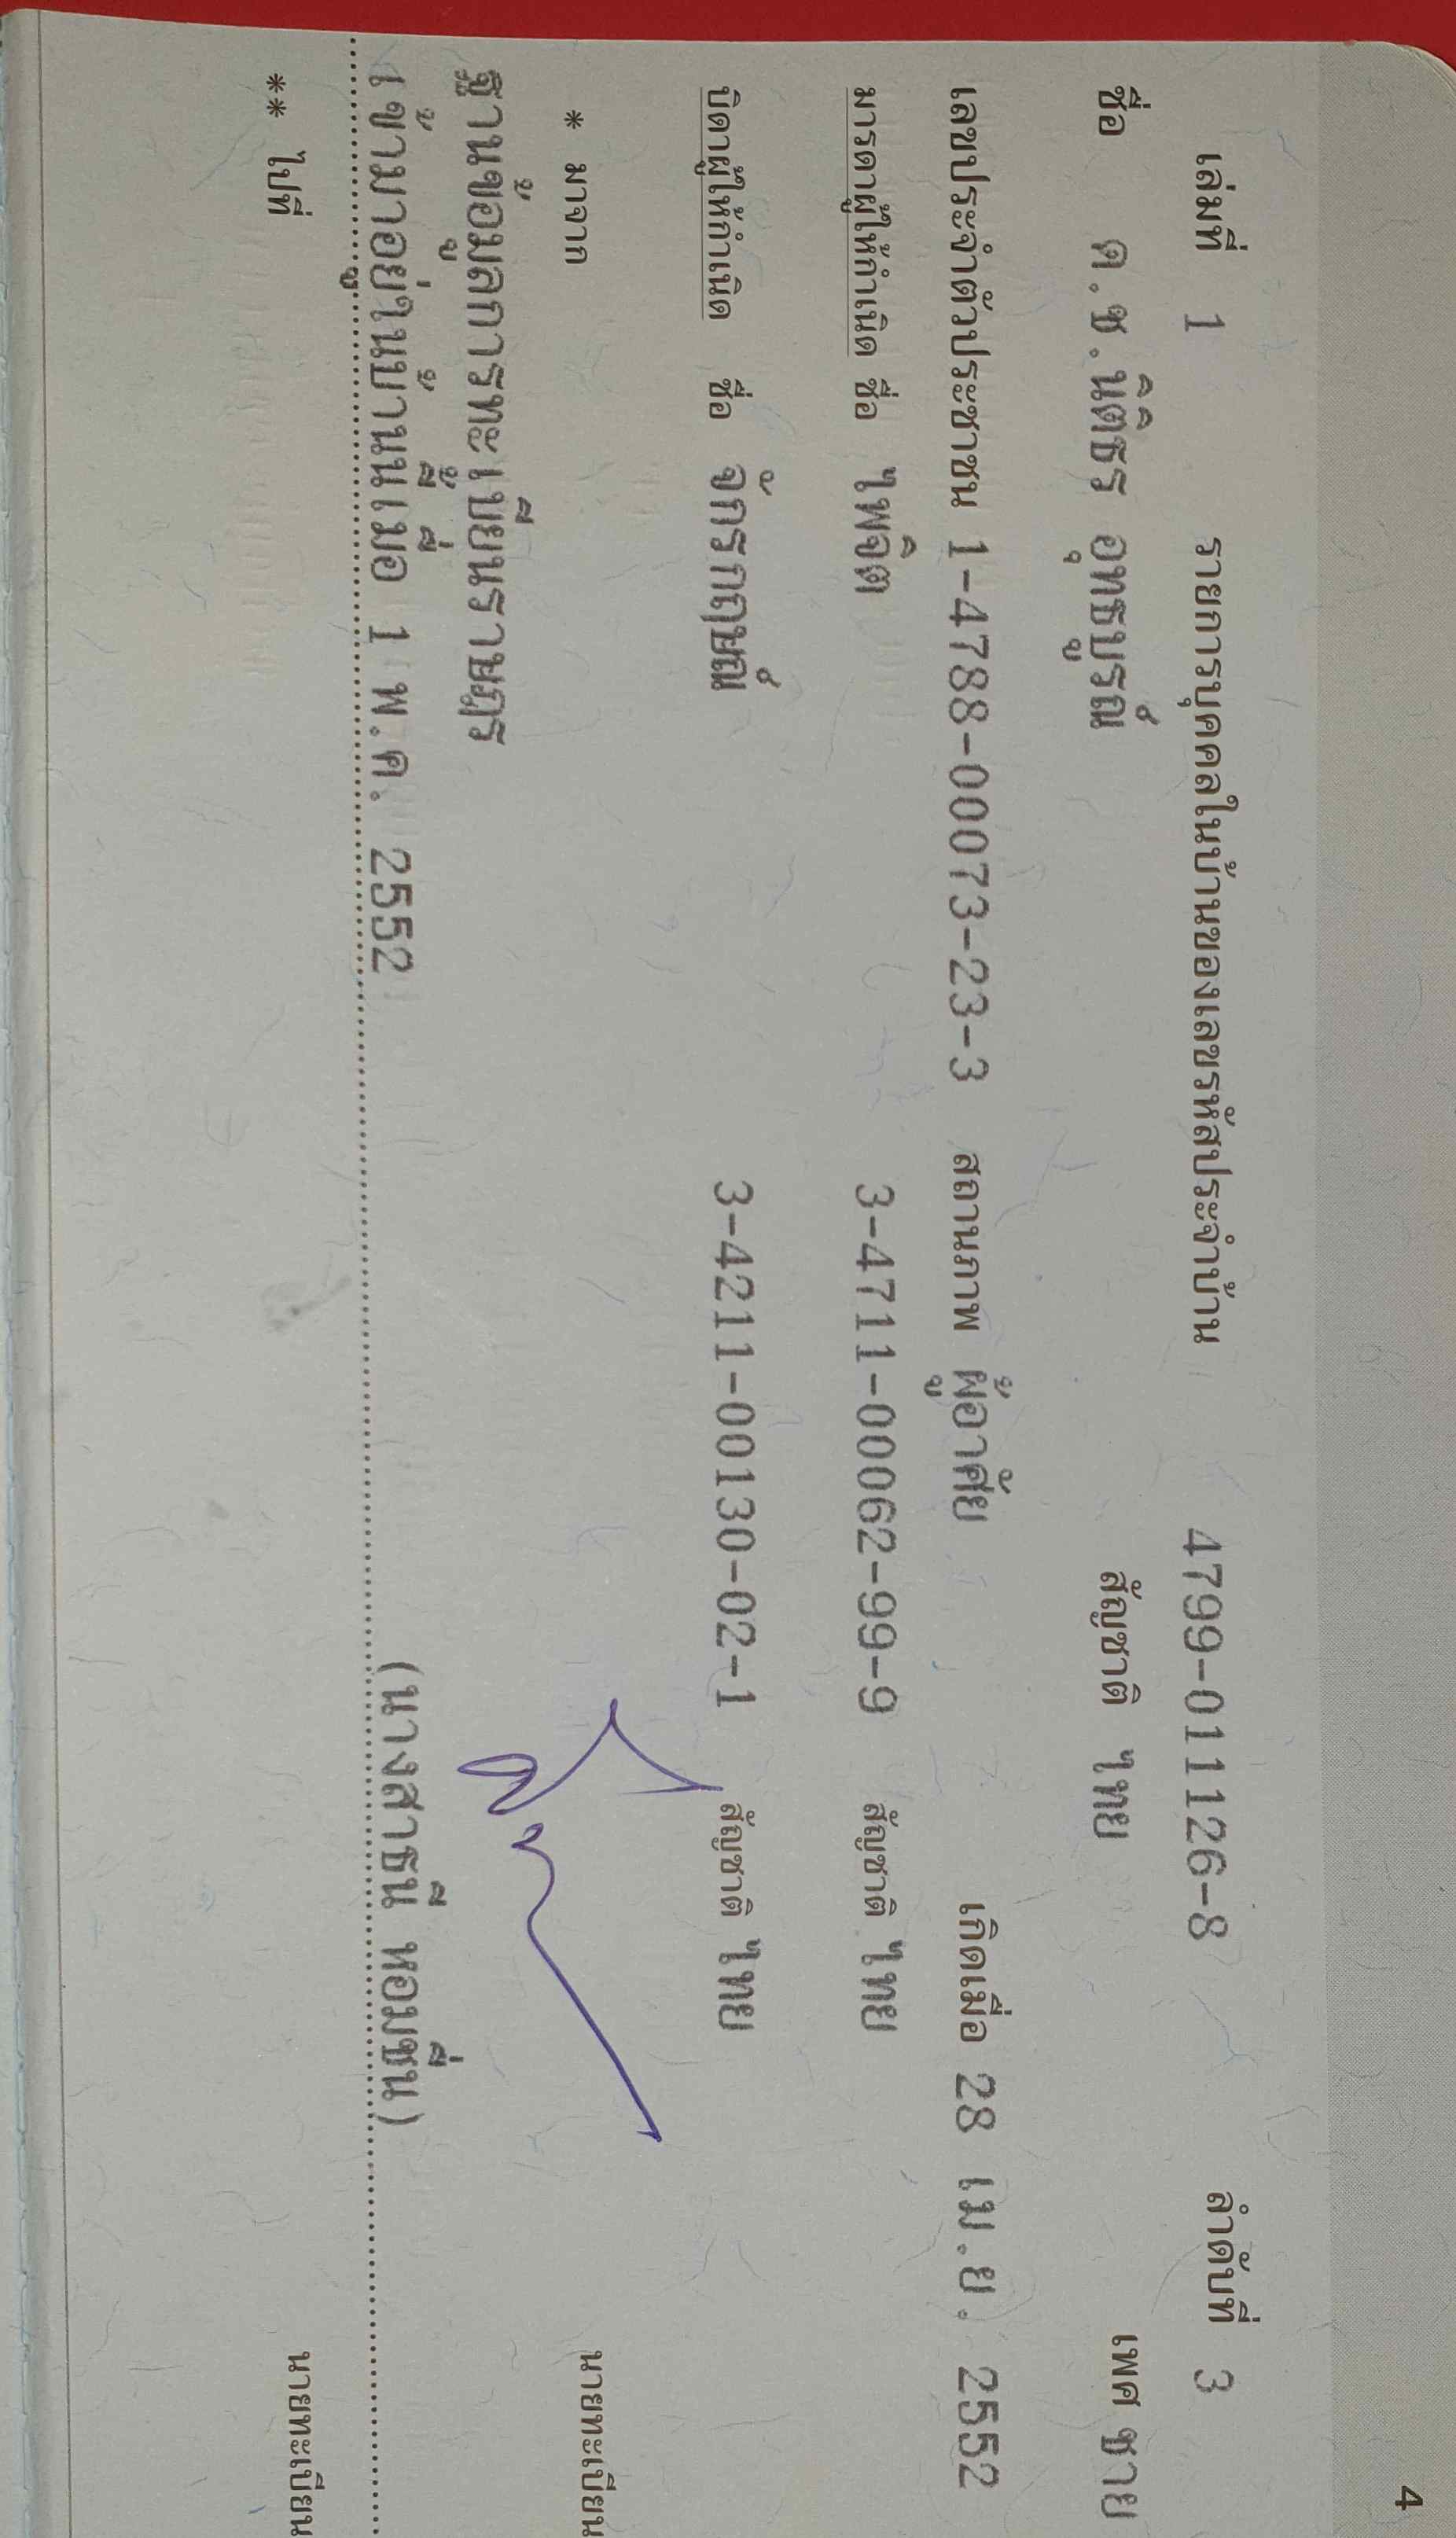 4
เล่มที่ 1 รายการบุคคลในบ้านของเลขรหัสประจำบ้าน 4799-011126-8 ลำดับที่ 3
ชื่อ ด.ช.นิติธร อุทธบูรณ์ สัญชาติ ไทย เพศ ชาย
เลขประจำตัวประชาชน 1-4788-00073-23-3 สถานภาพ ผู้อาศัย เกิดเมื่อ 28 เม.ย. 2552
มารดาผู้ให้กำเนิด ชื่อ ไพจิต 3-4711-00062-99-9 สัญชาติ ไทย
บิดาผู้ให้กำเนิด ชื่อ จักรกฤษณ์ 3-4211-00130-02-1 สัญชาติ ไทย
* มาจาก นายทะเบียน
ฐานข้อมูลการทะเบียนราษฎร
เข้ามาอยู่ในบ้านนี้เมื่อ 1 พ.ค. 2552 (นางสาธนี หอมชื่น)
** ไปที่ นายทะเบียน